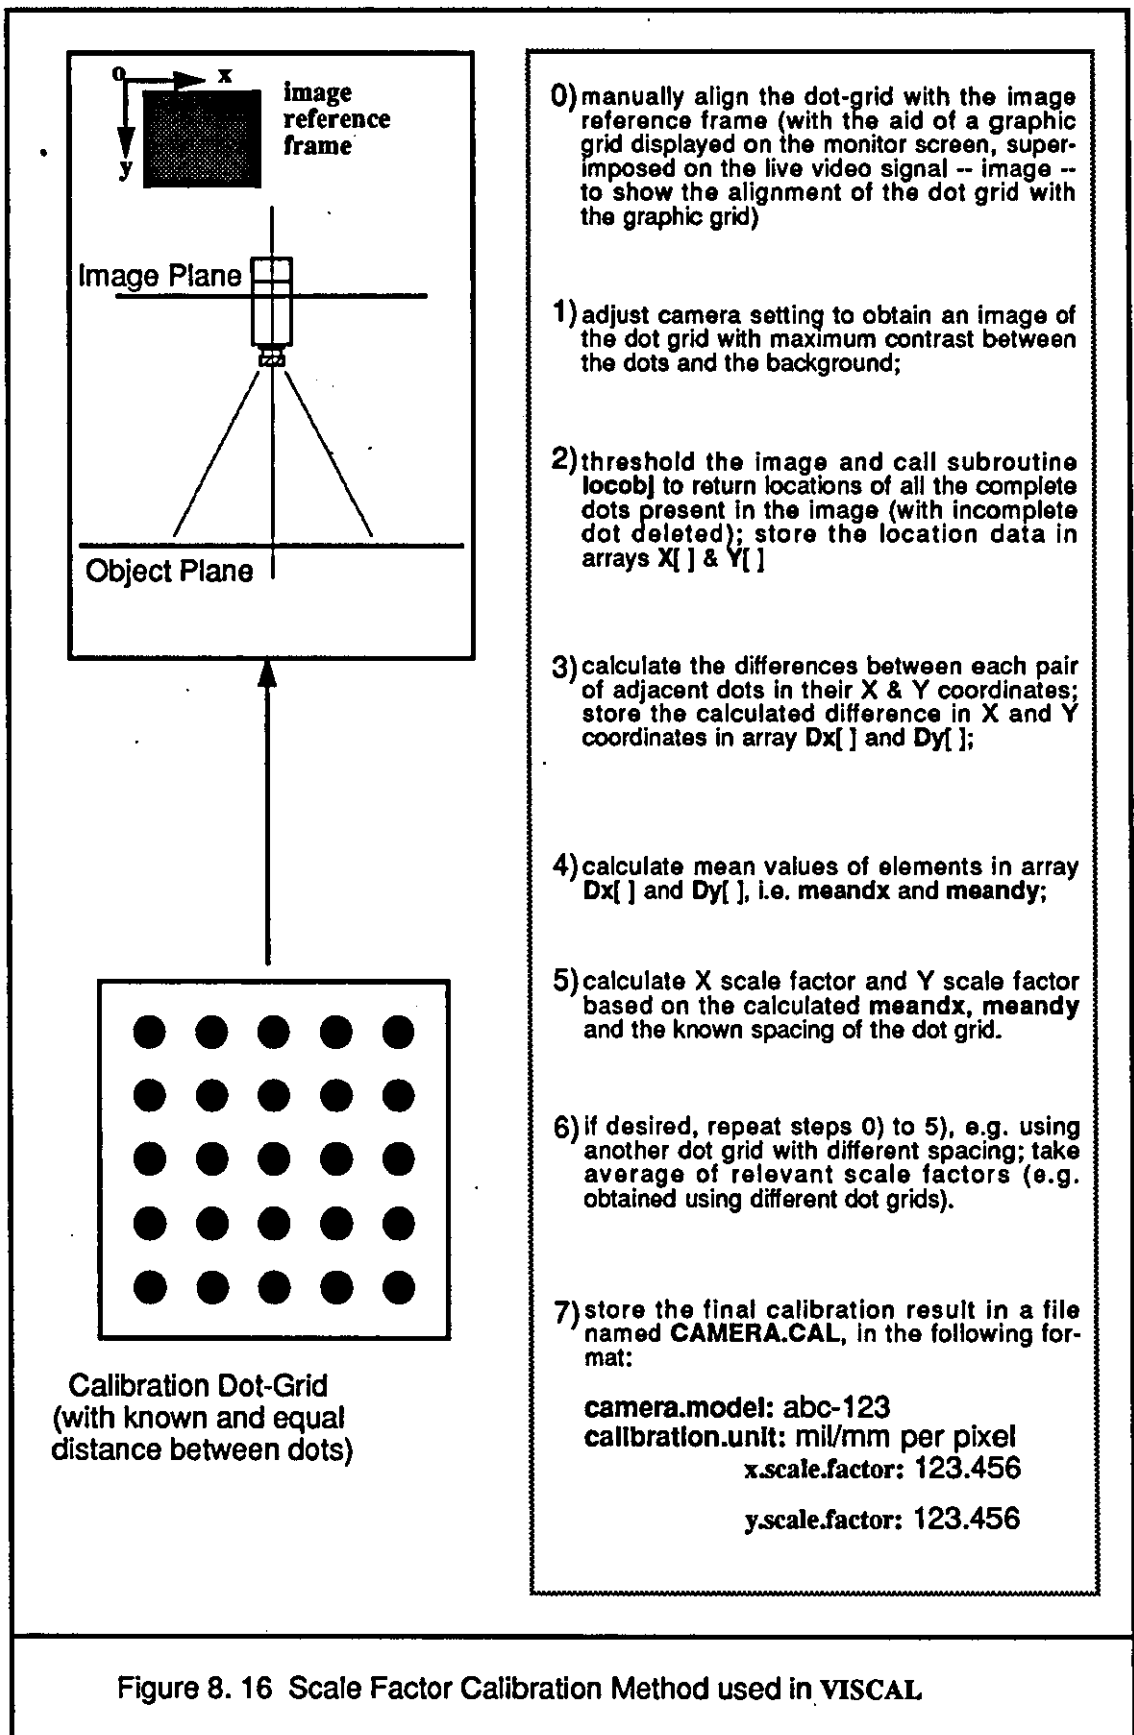 o
x
y
image
reference
frame
Image Plane
Object Plane
Calibration Dot-Grid
(with known and equal
distance between dots)
0) manually align the dot-grid with the image
reference frame (with the aid of a graphic
grid displayed on the monitor screen, super-
imposed on the live video signal -- image --
to show the alignment of the dot grid with
the graphic grid)
1) adjust camera setting to obtain an image of
the dot grid with maximum contrast between
the dots and the background;
2) threshold the image and call subroutine
locobj to return locations of all the complete
dots present in the image (with incomplete
dot deleted); store the location data in
arrays X[ ] & Y[ ]
3) calculate the differences between each pair
of adjacent dots in their X & Y coordinates;
store the calculated difference in X and Y
coordinates in array Dx[ ] and Dy[ ];
4) calculate mean values of elements in array
Dx[ ] and Dy[ ], i.e. meandx and meandy;
5) calculate X scale factor and Y scale factor
based on the calculated meandx, meandy
and the known spacing of the dot grid.
6) if desired, repeat steps 0) to 5), e.g. using
another dot grid with different spacing; take
average of relevant scale factors (e.g.
obtained using different dot grids).
7) store the final calibration result in a file
named CAMERA.CAL, in the following for-
mat:
camera.model: abc-123
calibration.unit: mil/mm per pixel
x.scale.factor: 123.456
y.scale.factor: 123.456
Figure 8. 16 Scale Factor Calibration Method used in VISCAL